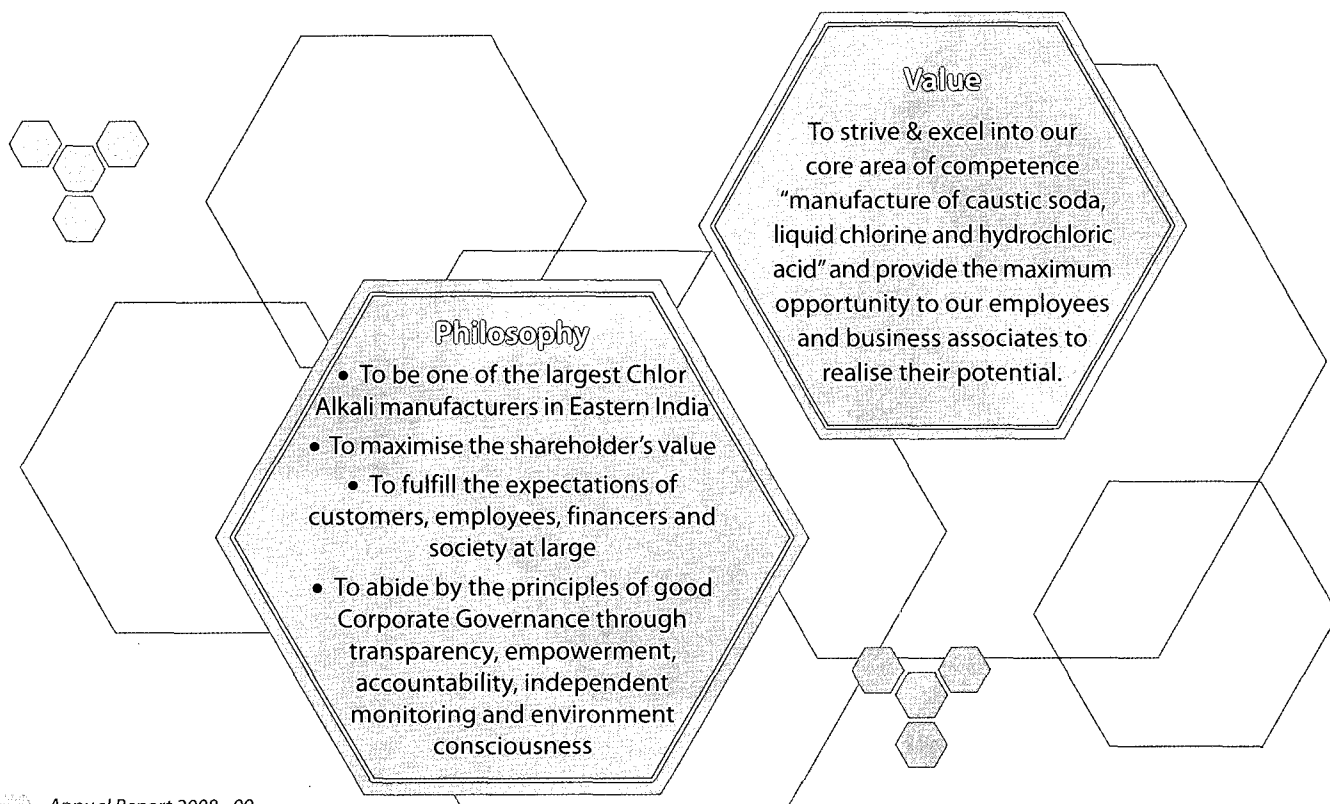 Value
To strive & excel into our
core area of competence
"manufacture of caustic soda,
liquid chlorine and hydrochloric
acid" and provide the maximum
opportunity to our employees
and business associates to
realise their potential.
Philosophy
• To be one of the largest Chlor
Alkali manufacturers in Eastern India
• To maximise the shareholder's value
• To fulfill the expectations of
customers, employees, financers and
society at large
• To abide by the principles of good
Corporate Governance through
transparency, empowerment,
accountability, independent
monitoring and environment
consciousness
Annual Report 2008 - 09